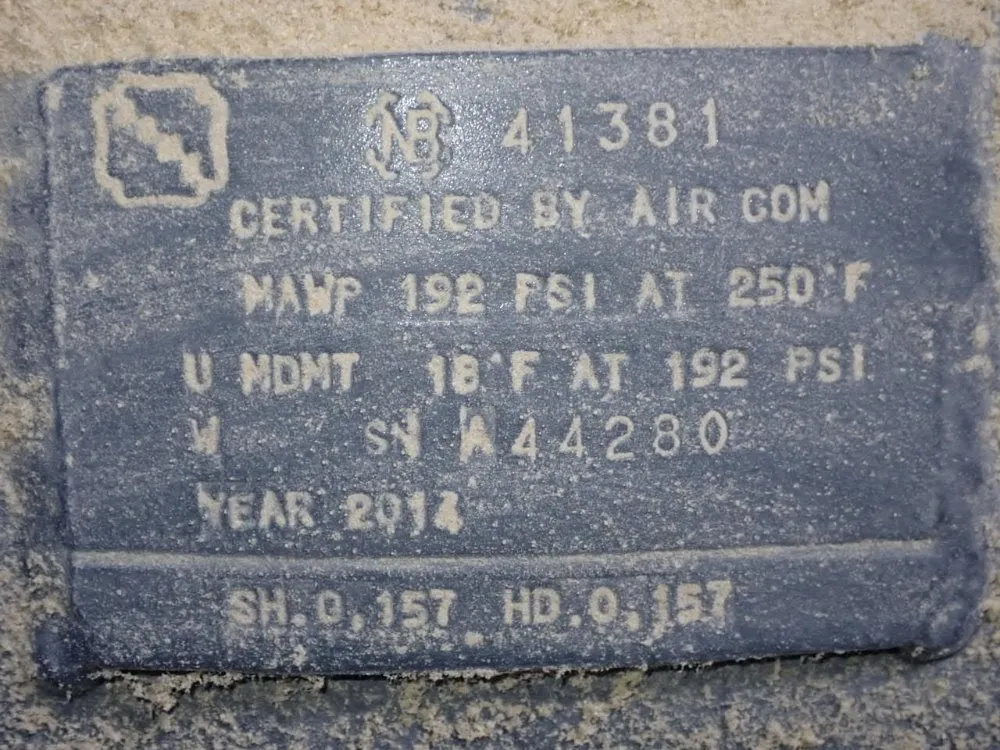 NB 41381
CERTIFIED BY AIR COM
MAWP 192 PSI AT 250°F
U MDMT 18°F AT 192 PSI
W SN A44280
YEAR 2014
SH.0,157 HD.0,157